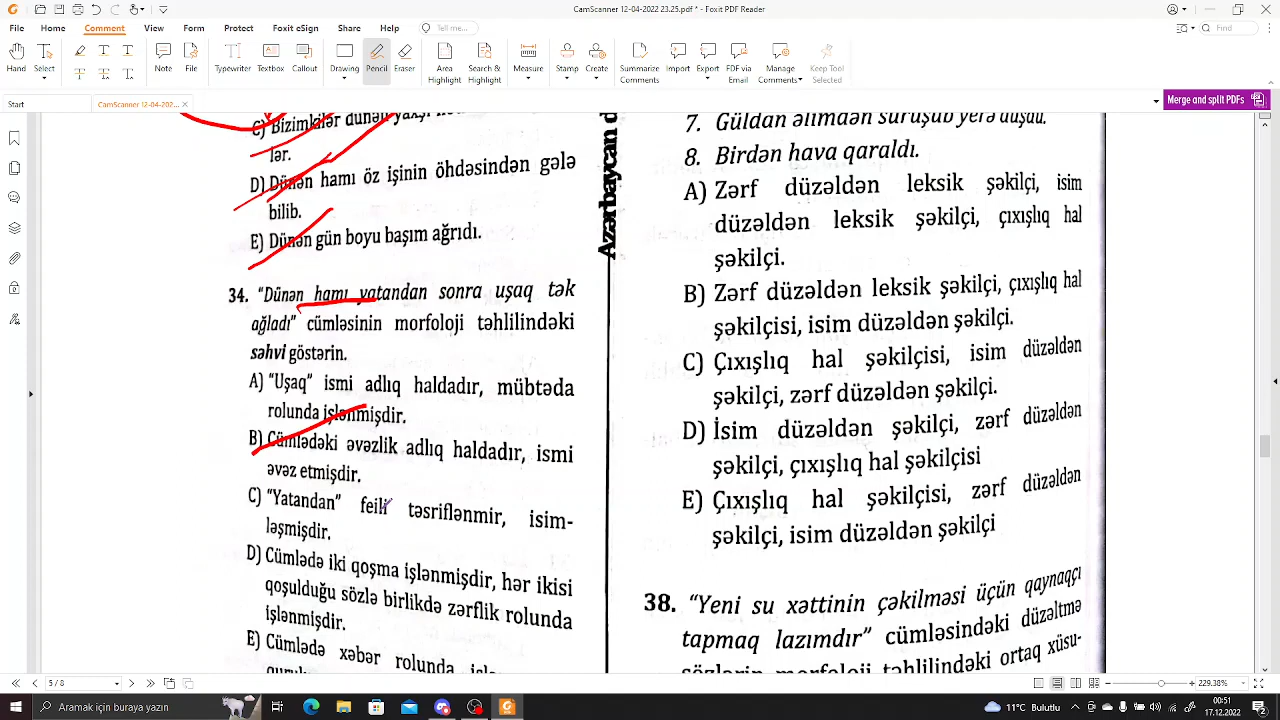 CamScanner 12-04-2022 23.25.pdf * - Foxit PDF Reader
File Home Comment View Form Protect Foxit eSign Share Help Tell me...
Find
Hand Select Note File Typewriter Textbox Callout Drawing Pencil Eraser Area Highlight Search & Highlight Measure Stamp Create Summarize Comments Import Export FDF via Email Manage Comments Keep Tool Selected
Start CamScanner 12-04-202...
Merge and split PDFs
C) Bizimkilər dünən yaxşı
lər.
D) Dünən hamı öz işinin öhdəsindən gələ
bilib.
E) Dünən gün boyu başım ağrıdı.
34. "Dünən hamı yatandan sonra uşaq tək
ağladı" cümləsinin morfoloji təhlilindəki
səhvi göstərin.
A) "Uşaq" ismi adlıq haldadır, mübtəda
rolunda işlənmişdir.
B) Cümlədəki əvəzlik adlıq haldadır, ismi
əvəz etmişdir.
C) "Yatandan" feili təsriflənmir, isim-
ləşmişdir.
D) Cümlədə iki qoşma işlənmişdir, hər ikisi
qoşulduğu sözlə birlikdə zərflik rolunda
işlənmişdir.
E) Cümlədə xəbər rolunda
Azərbaycan d
7. Güldan əlimdən sürüşüb yerə düşdü.
8. Birdən hava qaraldı.
A) Zərf düzəldən leksik şəkilçi, isim
düzəldən leksik şəkilçi, çıxışlıq hal
şəkilçi.
B) Zərf düzəldən leksik şəkilçi, çıxışlıq hal
şəkilçisi, isim düzəldən şəkilçi.
C) Çıxışlıq hal şəkilçisi, isim düzəldən
şəkilçi, zərf düzəldən şəkilçi.
D) İsim düzəldən şəkilçi, zərf düzəldən
şəkilçi, çıxışlıq hal şəkilçisi
E) Çıxışlıq hal şəkilçisi, zərf düzəldən
şəkilçi, isim düzəldən şəkilçi
38. "Yeni su xəttinin çəkilməsi üçün qaynaqçı
tapmaq lazımdır" cümləsindəki düzəltmə
sözlərin morfoloji təhlilindəki ortaq xüsu-
5 / 8
229.38%
Aramak için buraya yazın
11°C Bulutlu
00:51
17.12.2022
2